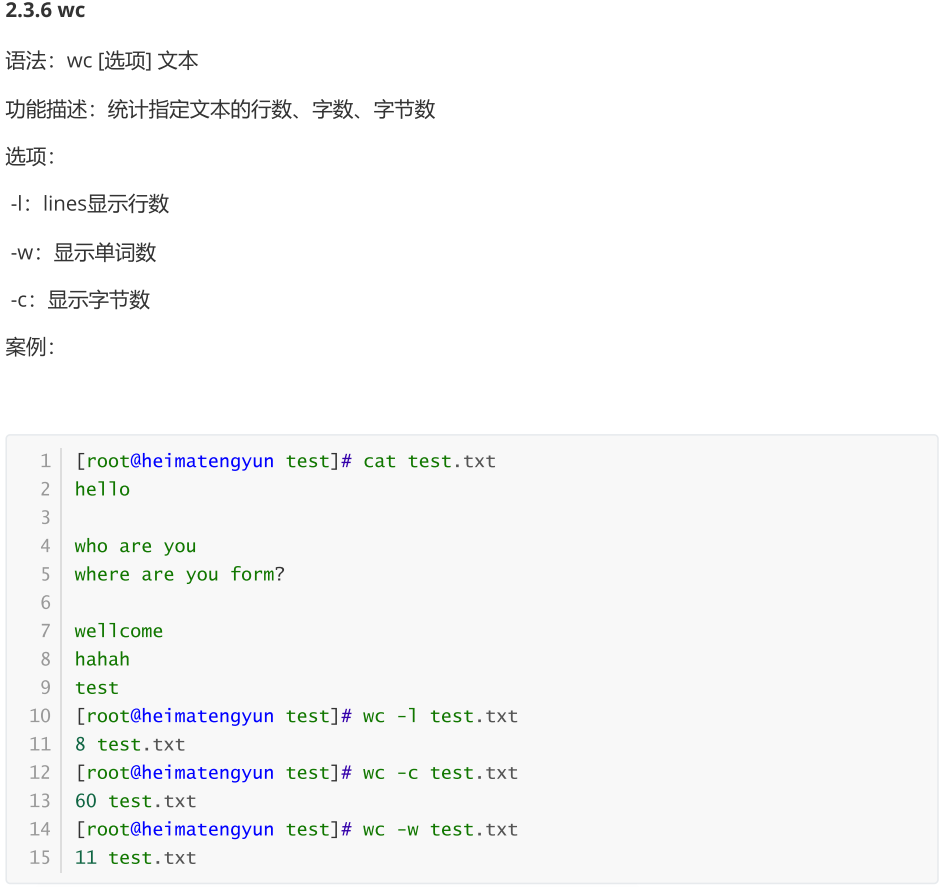 2.3.6 wc
语法：wc [选项] 文本
功能描述：统计指定文本的行数、字数、字节数
选项：
-l：lines显示行数
-w：显示单词数
-c：显示字节数
案例：
1 [root@heimatengyun test]# cat test.txt
2 hello
3
4 who are you
5 where are you form?
6
7 wellcome
8 hahah
9 test
10 [root@heimatengyun test]# wc -l test.txt
11 8 test.txt
12 [root@heimatengyun test]# wc -c test.txt
13 60 test.txt
14 [root@heimatengyun test]# wc -w test.txt
15 11 test.txt